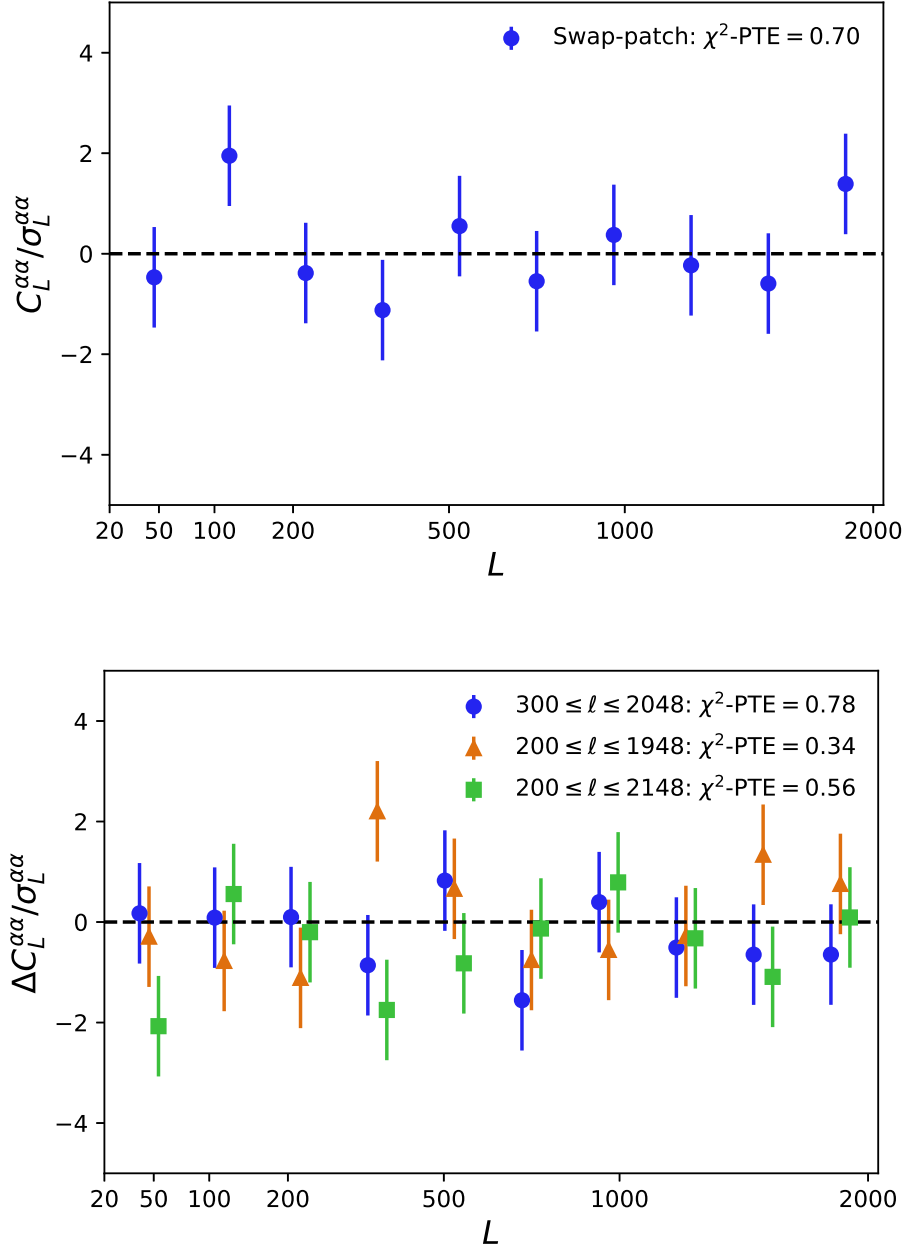 Swap-patch: χ²-PTE = 0.70
4
2
0
−2
−4
C_L^{αα}/σ_L^{αα}
20 50 100 200 500 1000 2000
L
300 ≤ ℓ ≤ 2048: χ²-PTE = 0.78
200 ≤ ℓ ≤ 1948: χ²-PTE = 0.34
200 ≤ ℓ ≤ 2148: χ²-PTE = 0.56
4
2
0
−2
−4
ΔC_L^{αα}/σ_L^{αα}
20 50 100 200 500 1000 2000
L